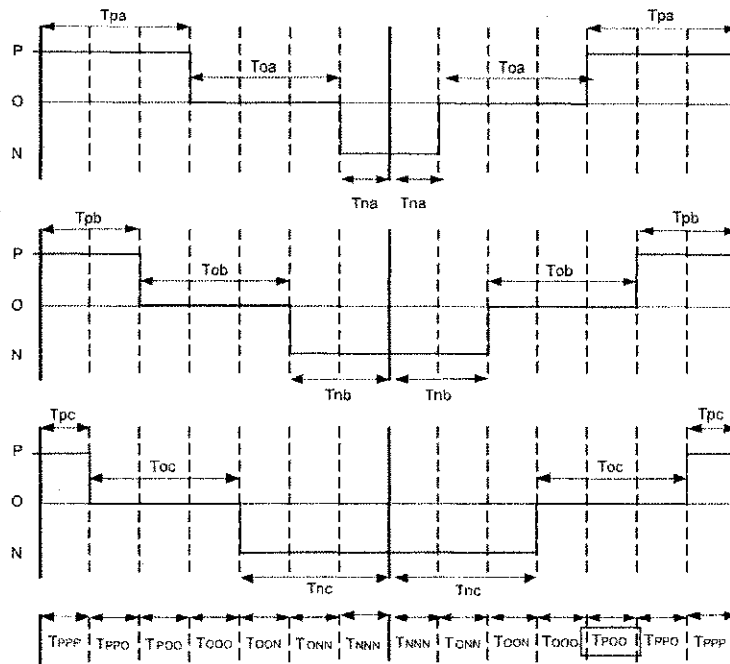 Tpa Tpa
P
Toa Toa
O
N
Tna Tna
Tpb Tpb
P
Tob Tob
O
N
Tnb Tnb
Tpc Tpc
P
Toc Toc
O
N
Tnc Tnc
TPPP TPPO TPOO TOOO TOON TONN TNNN TNNN TONN TOON TOOO TPOO TPPO TPPP